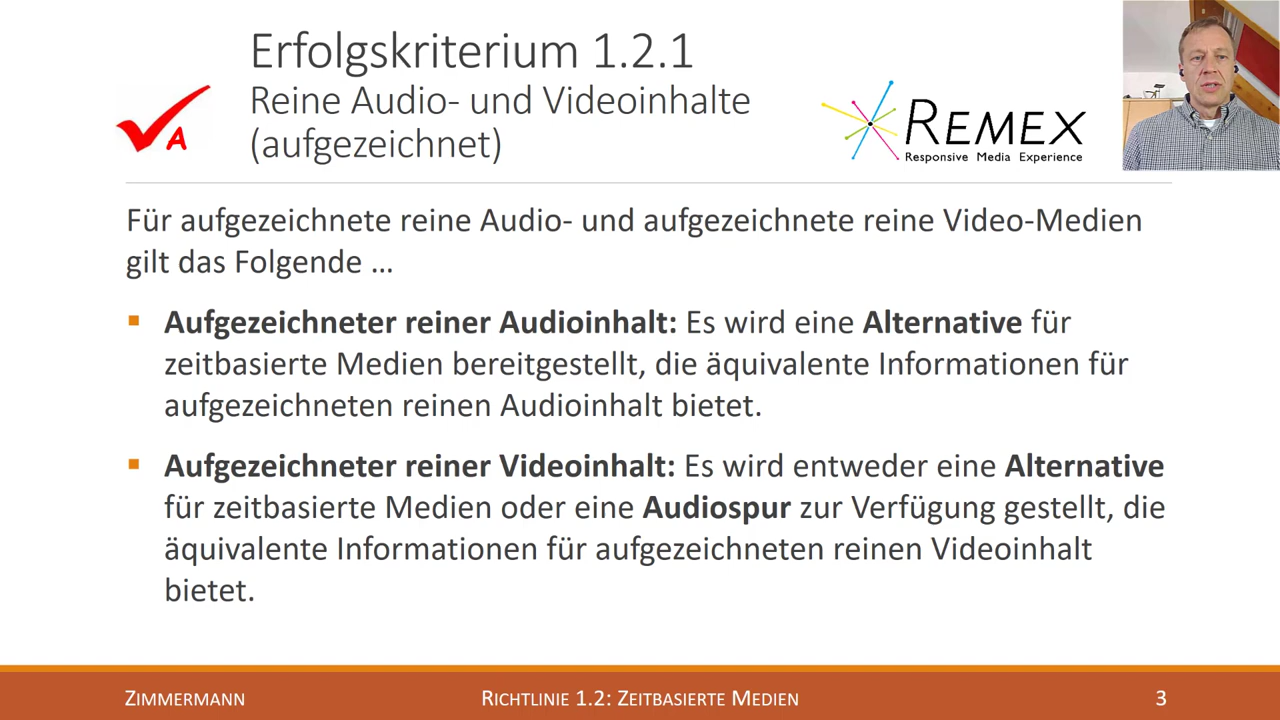 Erfolgskriterium 1.2.1
Reine Audio- und Videoinhalte
(aufgezeichnet)
A
REMEX
Responsive Media Experience
Für aufgezeichnete reine Audio- und aufgezeichnete reine Video-Medien
gilt das Folgende …
▪ Aufgezeichneter reiner Audioinhalt: Es wird eine Alternative für
zeitbasierte Medien bereitgestellt, die äquivalente Informationen für
aufgezeichneten reinen Audioinhalt bietet.
▪ Aufgezeichneter reiner Videoinhalt: Es wird entweder eine Alternative
für zeitbasierte Medien oder eine Audiospur zur Verfügung gestellt, die
äquivalente Informationen für aufgezeichneten reinen Videoinhalt
bietet.
ZIMMERMANN
RICHTLINIE 1.2: ZEITBASIERTE MEDIEN
3